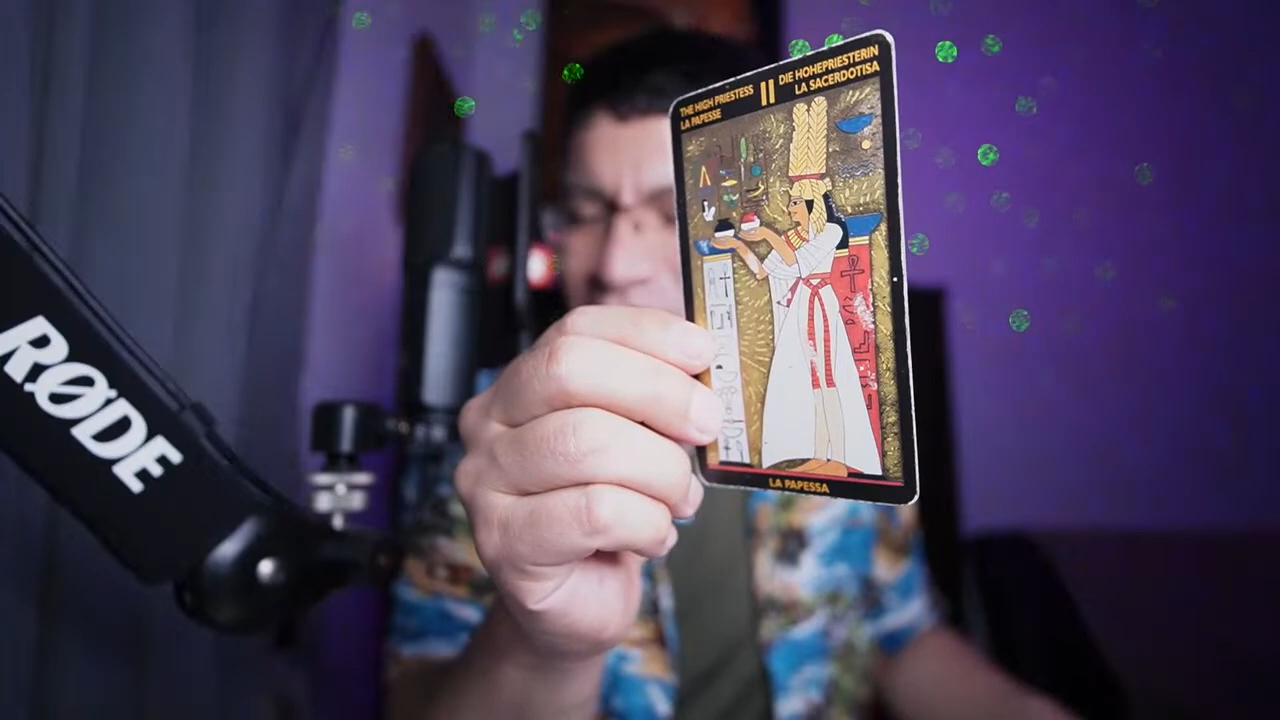 RØDE
THE HIGH PRIESTESS
LA PAPESSE
II
DIE HOHEPRIESTERIN
LA SACERDOTISA
LA PAPESSA